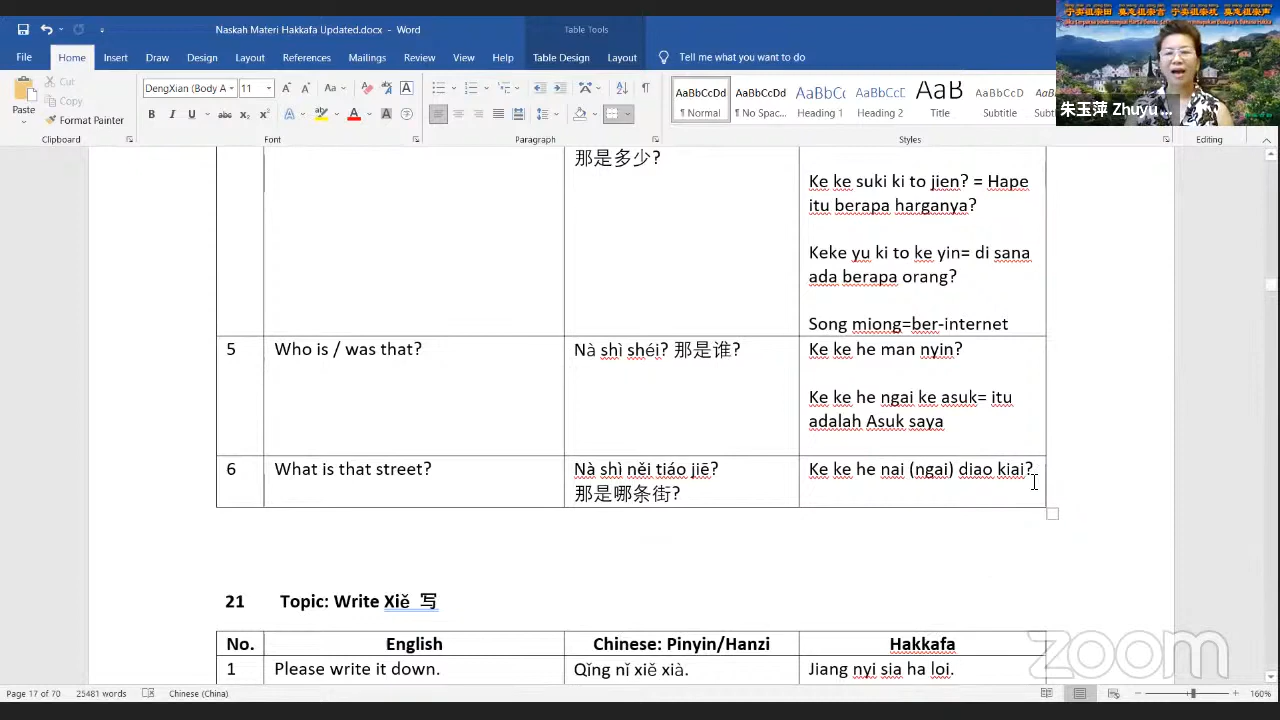 Naskah Materi Hakkafa Updated.docx - Word
Table Tools
File Home Insert Draw Design Layout References Mailings Review View Help Table Design Layout Tell me what you want to do
Paste
Cut
Copy
Format Painter
DengXian (Body A 11
AaBbCcDd AaBbCcDd AaBbC AaBbCcE AaB AaBbCcD AaBbCcD
¶ Normal ¶ No Spac... Heading 1 Heading 2 Title Subtitle
Clipboard Font Paragraph Styles Editing
朱玉萍 Zhuyu ...
那是多少?
Ke ke suki ki to jien? = Hape
itu berapa harganya?
Keke yu ki to ke yin= di sana
ada berapa orang?
Song miong=ber-internet
5 Who is / was that? Nà shì shéi? 那是谁? Ke ke he man nyin?
Ke ke he ngai ke asuk= itu
adalah Asuk saya
6 What is that street? Nà shì něi tiáo jiē? Ke ke he nai (ngai) diao kiai?
那是哪条街?
21 Topic: Write Xiě 写
No. English Chinese: Pinyin/Hanzi Hakkafa
1 Please write it down. Qǐng nǐ xiě xià. Jiang nyi sia ha loi.
zoom
Page 17 of 70 25481 words Chinese (China) 160%